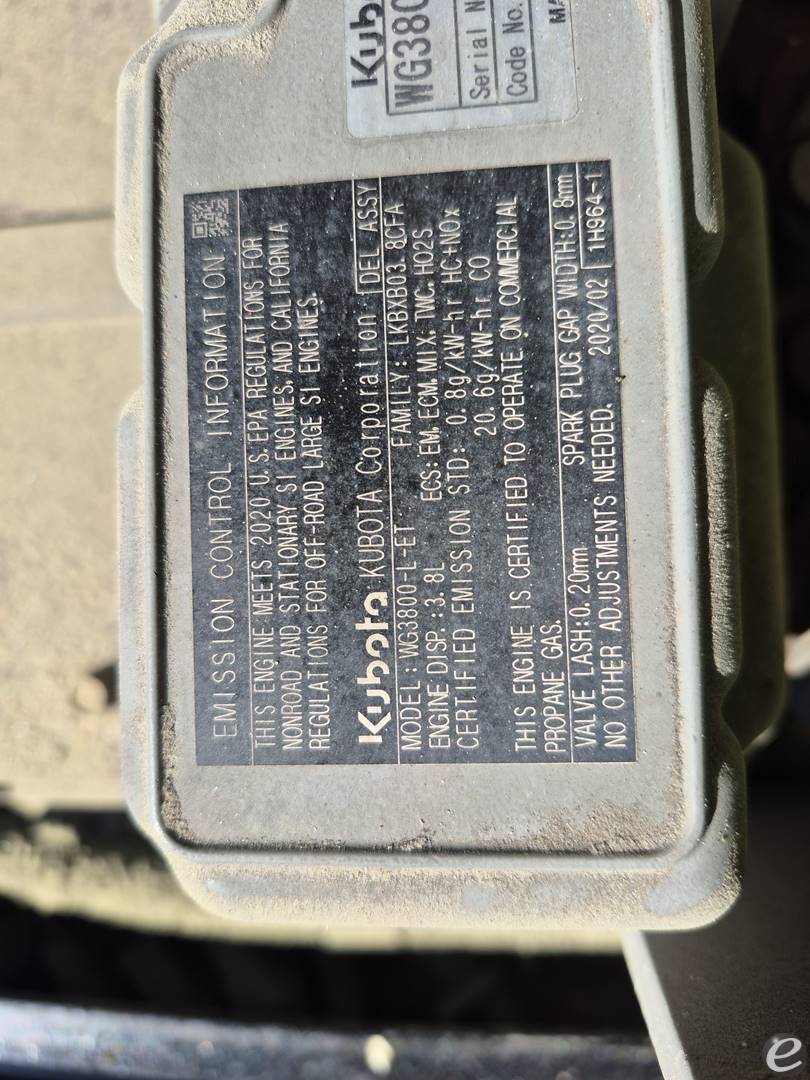 EMISSION CONTROL INFORMATION
THIS ENGINE MEETS 2020 U.S. EPA REGULATIONS FOR
NONROAD AND STATIONARY SI ENGINES, AND CALIFORNIA
REGULATIONS FOR OFF-ROAD LARGE SI ENGINES.
Kubota KUBOTA Corporation DEL ASSY
MODEL : WG3800-L-ET FAMILY: LKBXB03.8CFA
ENGINE DISP. : 3.8L ECS: EM, ECM, MIX, TWC, HO2S
CERTIFIED EMISSION STD: 0.8g/kW-hr HC+NOx
20.6g/kW-hr CO
THIS ENGINE IS CERTIFIED TO OPERATE ON COMMERCIAL
PROPANE GAS.
VALVE LASH:0.20mm SPARK PLUG GAP WIDTH:0.8mm
NO OTHER ADJUSTMENTS NEEDED. 2020/02 1H964-1
Kub
WG380
Serial N
Code No.
MA
e